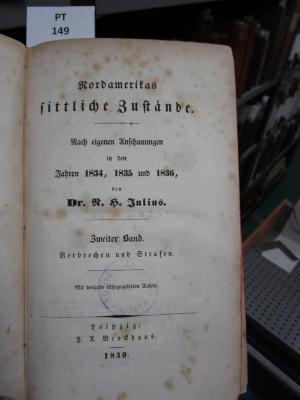 PT
149
Nordamerikas
sittliche Zustände.
Nach eigenen Anschauungen
in den
Jahren 1834, 1835 und 1836,
von
Dr. N. H. Julius.
Zweiter Band.
Verbrechen und Strafen.
Mit dreizehn lithographirten Tafeln.
Leipzig:
F. A. Brockhaus.
1839.